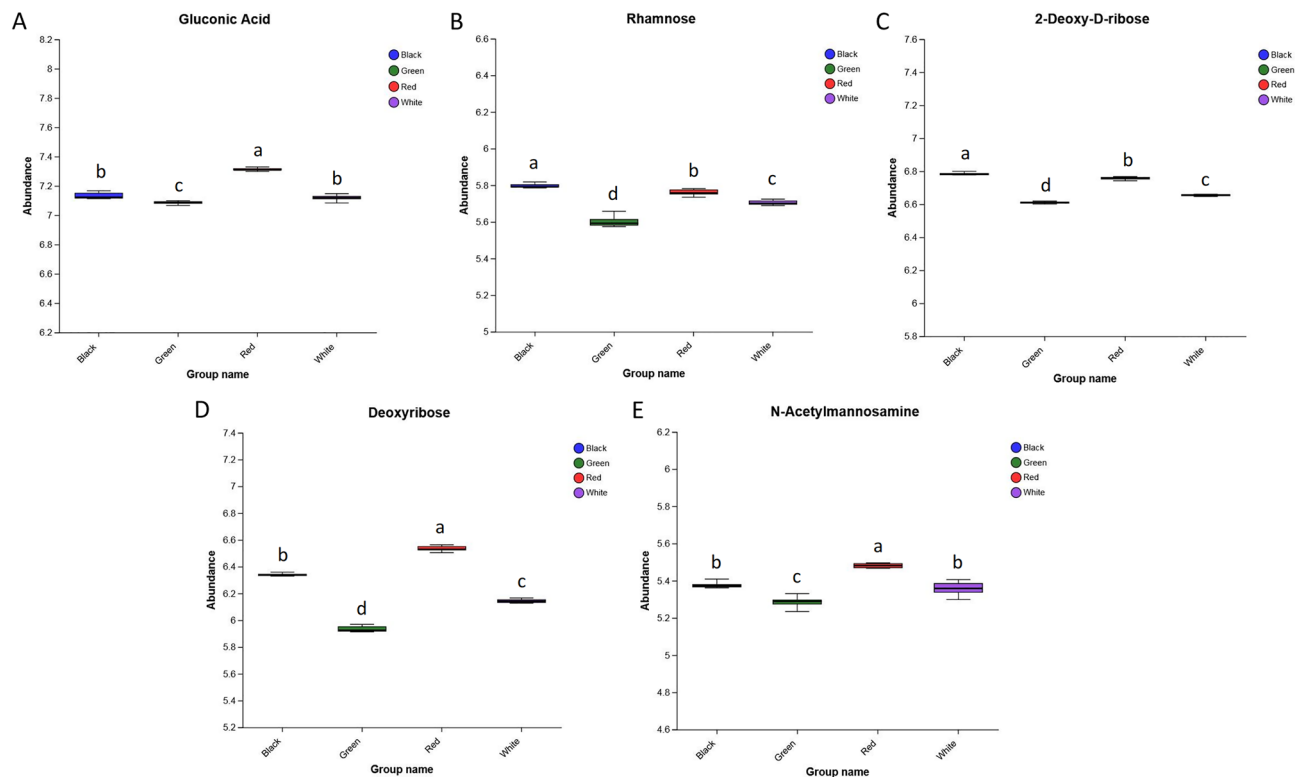 A
Gluconic Acid
8.2
8
7.8
7.6
7.4
7.2
7
6.8
6.6
6.4
6.2
Abundance
b
c
a
b
Black
Green
Red
White
Black
Green
Red
White
Group name
B
Rhamnose
6.6
6.4
6.2
6
5.8
5.6
5.4
5.2
5
Abundance
a
d
b
c
Black
Green
Red
White
Black
Green
Red
White
Group name
C
2-Deoxy-D-ribose
7.6
7.4
7.2
7
6.8
6.6
6.4
6.2
6
5.8
Abundance
a
d
b
c
Black
Green
Red
White
Black
Green
Red
White
Group name
D
Deoxyribose
7.4
7.2
7
6.8
6.6
6.4
6.2
6
5.8
5.6
5.4
5.2
Abundance
b
d
a
c
Black
Green
Red
White
Black
Green
Red
White
Group name
E
N-Acetylmannosamine
6.2
6
5.8
5.6
5.4
5.2
5
4.8
4.6
Abundance
b
c
a
b
Black
Green
Red
White
Black
Green
Red
White
Group name